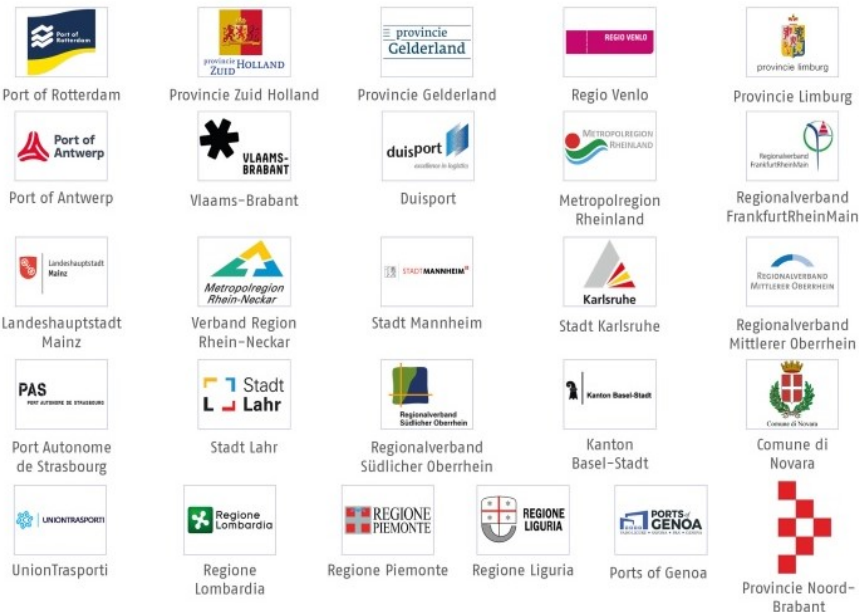 Port of
Rotterdam
Port of Rotterdam
provincie
ZUID HOLLAND
Provincie Zuid Holland
provincie
Gelderland
Provincie Gelderland
REGIO VENLO
Regio Venlo
provincie limburg
Provincie Limburg
Port of
Antwerp
Port of Antwerp
VLAAMS-
BRABANT
Vlaams-Brabant
duisport
excellence in logistics
Duisport
METROPOLREGION
RHEINLAND
Metropolregion
Rheinland
Regionalverband
FrankfurtRheinMain
Regionalverband
FrankfurtRheinMain
Landeshauptstadt
Mainz
Landeshauptstadt
Mainz
Metropolregion
Rhein-Neckar
Verband Region
Rhein-Neckar
STADTMANNHEIM
Stadt Mannheim
Karlsruhe
Stadt Karlsruhe
REGIONALVERBAND
MITTLERER OBERRHEIN
Regionalverband
Mittlerer Oberrhein
PAS
PORT AUTONOME DE STRASBOURG
Port Autonome
de Strasbourg
Stadt
Lahr
Stadt Lahr
Regionalverband
Südlicher Oberrhein
Regionalverband
Südlicher Oberrhein
Kanton Basel-Stadt
Kanton
Basel-Stadt
Comune di Novara
Comune di
Novara
UNIONTRASPORTI
UnionTrasporti
Regione
Lombardia
Regione
Lombardia
REGIONE
PIEMONTE
Regione Piemonte
REGIONE
LIGURIA
Regione Liguria
PORTS of
GENOA
Ports of Genoa
Provincie Noord-
Brabant